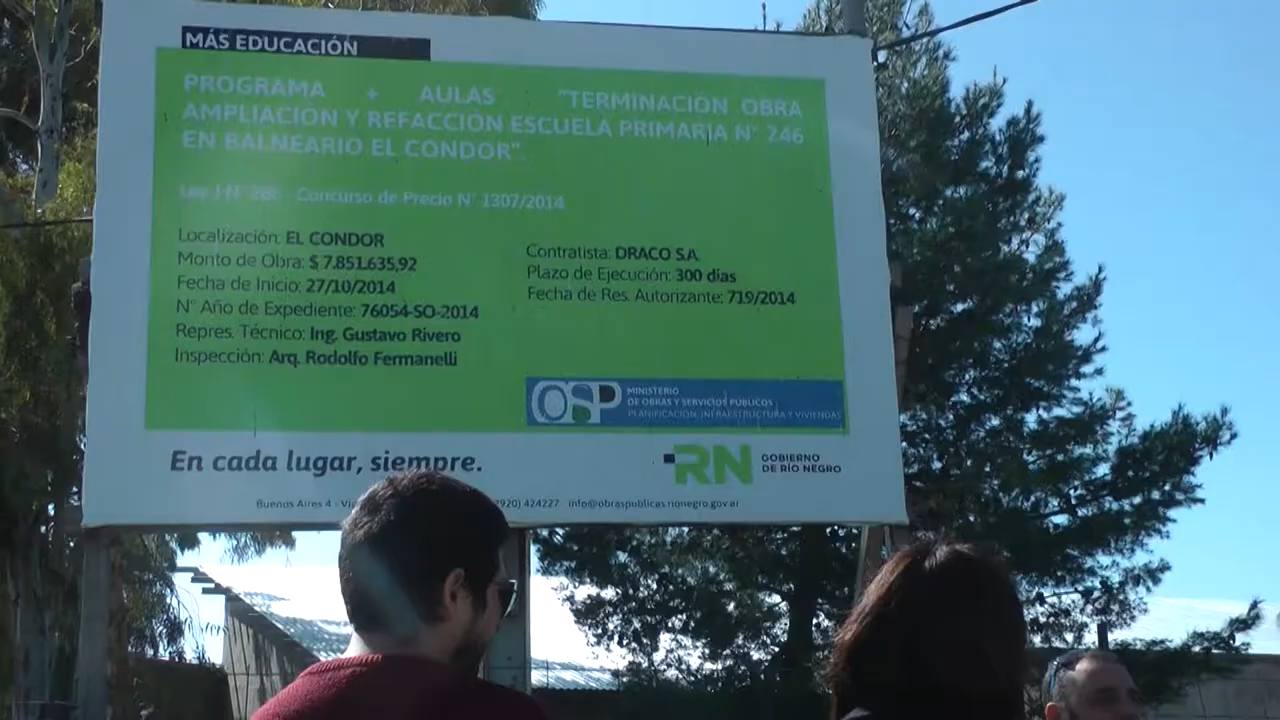 MÁS EDUCACIÓN
PROGRAMA + AULAS "TERMINACIÓN OBRA
AMPLIACION Y REFACCIÓN ESCUELA PRIMARIA N° 246
EN BALNEARIO EL CONDOR".
Ley J N° 286 - Concurso de Precio N° 1307/2014
Localización: EL CONDOR
Monto de Obra: $ 7.851.635,92
Fecha de Inicio: 27/10/2014
N° Año de Expediente: 76054-SO-2014
Repres. Técnico: Ing. Gustavo Rivero
Inspección: Arq. Rodolfo Fermanelli
Contratista: DRACO S.A.
Plazo de Ejecución: 300 días
Fecha de Res. Autorizante: 719/2014
OSP
MINISTERIO
DE OBRAS Y SERVICIOS PÚBLICOS
PLANIFICACIÓN, INFRAESTRUCTURA Y VIVIENDAS
En cada lugar, siempre.
RN GOBIERNO
DE RÍO NEGRO
Buenos Aires 4 - 2920) 424227 info@obraspublicas.rionegro.gov.ar